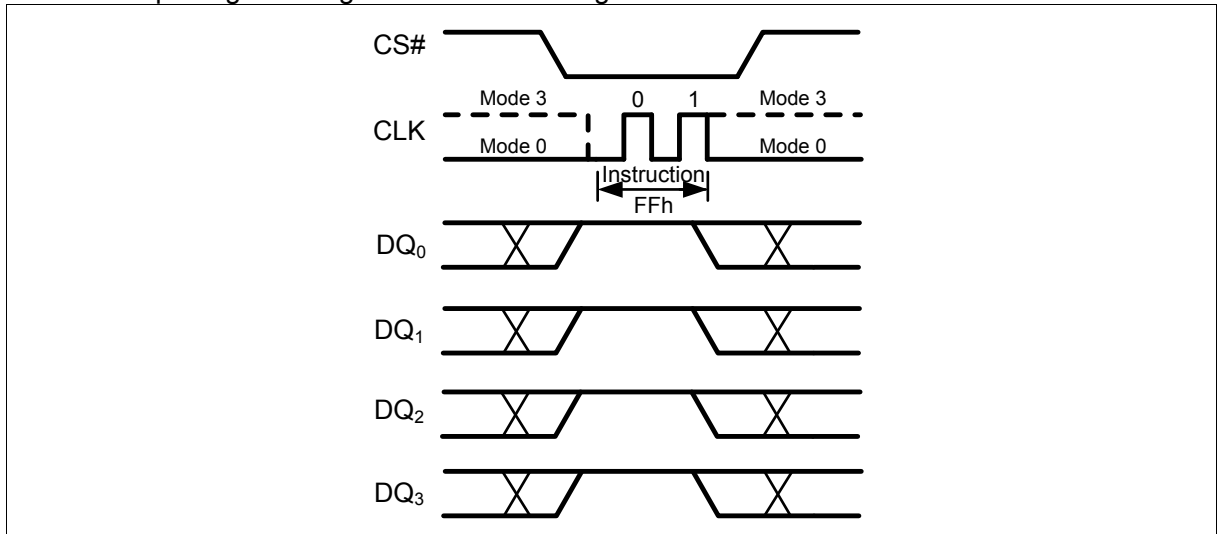 CS#
Mode 3 0 1 Mode 3
CLK
Mode 0 Mode 0
Instruction
FFh
DQ0
DQ1
DQ2
DQ3